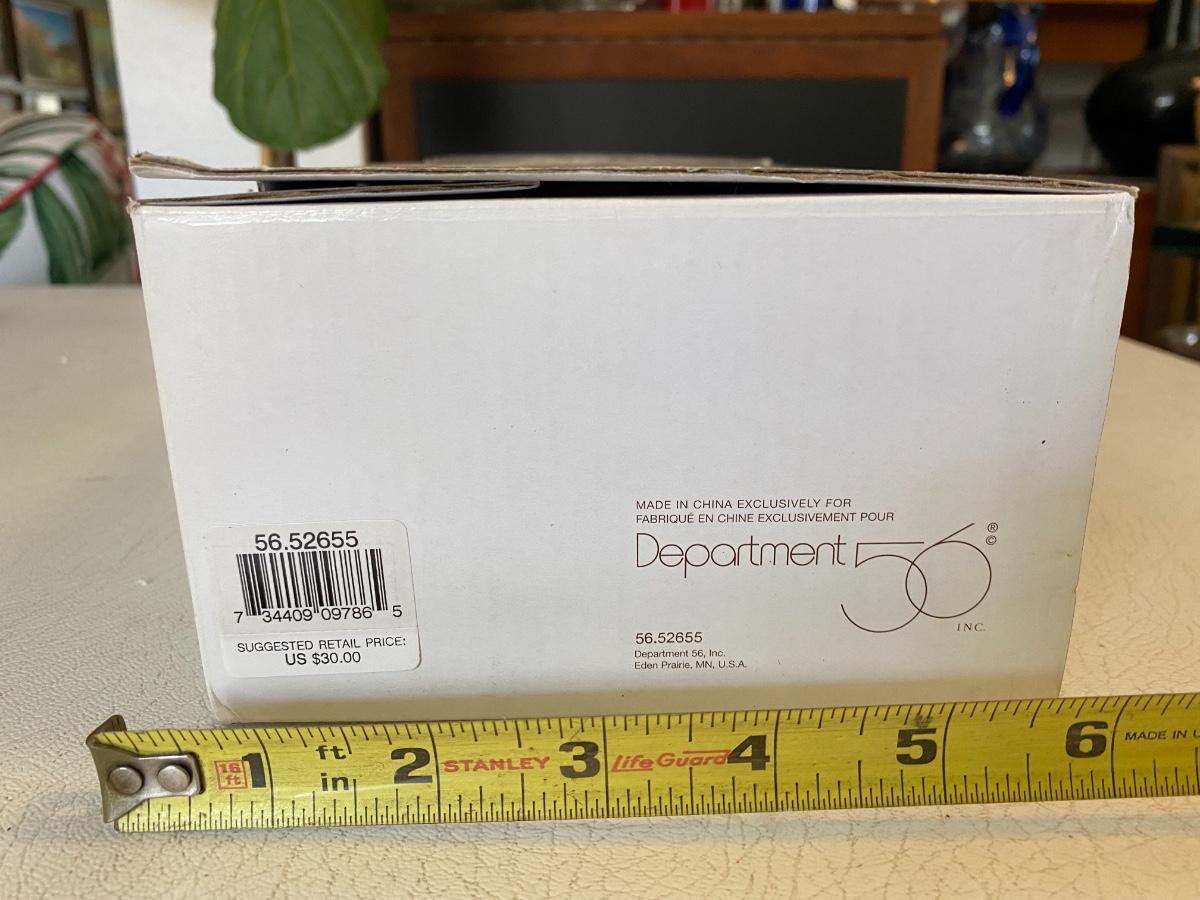 MADE IN CHINA EXCLUSIVELY FOR
FABRIQUÉ EN CHINE EXCLUSIVEMENT POUR
Department 56 ® ©
INC.
56.52655
Department 56, Inc.
Eden Prairie, MN, U.S.A.
56.52655
7 34409 09786 5
SUGGESTED RETAIL PRICE:
US $30.00
16 ft 1 ft in 2 STANLEY 3 LifeGuard 4 5 6 MADE IN U